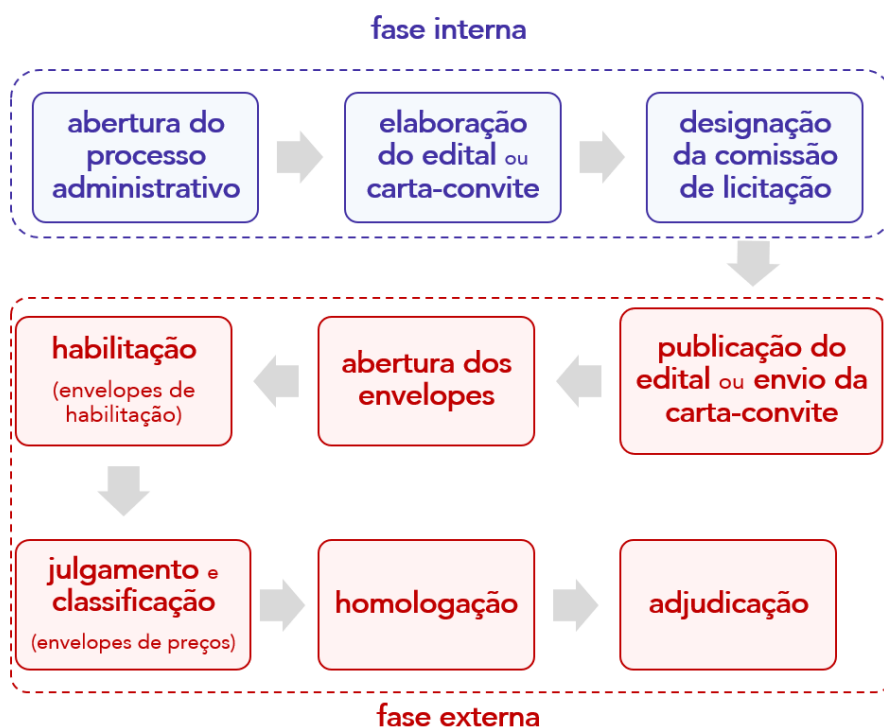 fase interna
abertura do
processo
administrativo
elaboração
do edital ou
carta-convite
designação
da comissão
de licitação
publicação do
edital ou envio da
carta-convite
abertura dos
envelopes
habilitação
(envelopes de
habilitação)
julgamento e
classificação
(envelopes de preços)
homologação
adjudicação
fase externa